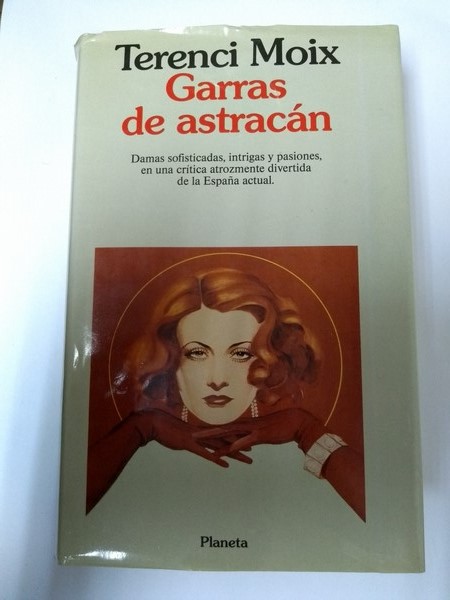 Terenci Moix
Garras
de astracán
Damas sofisticadas, intrigas y pasiones,
en una crítica atrozmente divertida
de la España actual.
Planeta